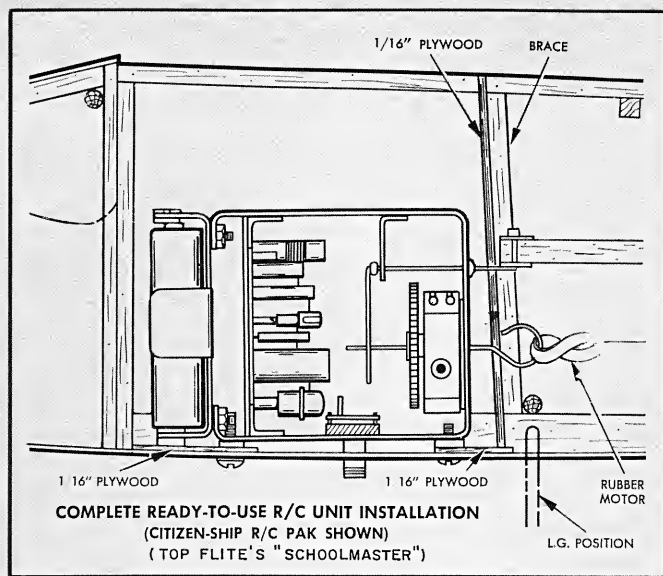 1/16" PLYWOOD
BRACE
1 16" PLYWOOD
1 16" PLYWOOD
RUBBER
MOTOR
L.G. POSITION
COMPLETE READY-TO-USE R/C UNIT INSTALLATION
(CITIZEN-SHIP R/C PAK SHOWN)
(TOP FLITE'S "SCHOOLMASTER")